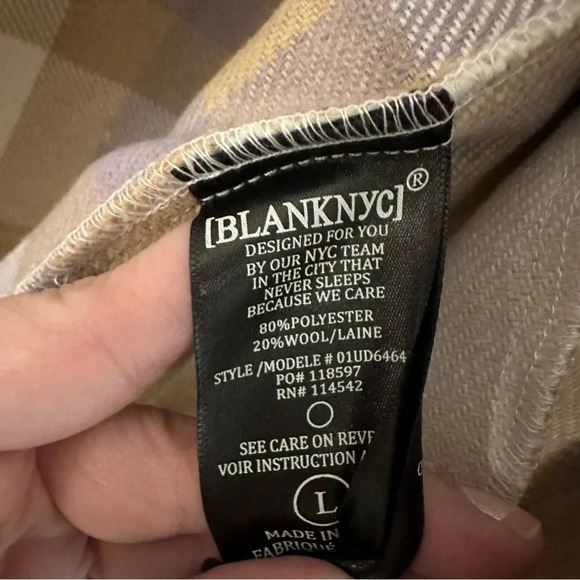 [BLANKNYC]®
DESIGNED FOR YOU
BY OUR NYC TEAM
IN THE CITY THAT
NEVER SLEEPS
BECAUSE WE CARE
80%POLYESTER
20%WOOL/LAINE
STYLE /MODELE # 01UD6464
PO# 118597
RN# 114542
SEE CARE ON
VOIR INSTRUCTION
L
MADE IN
FABRIQUÉ